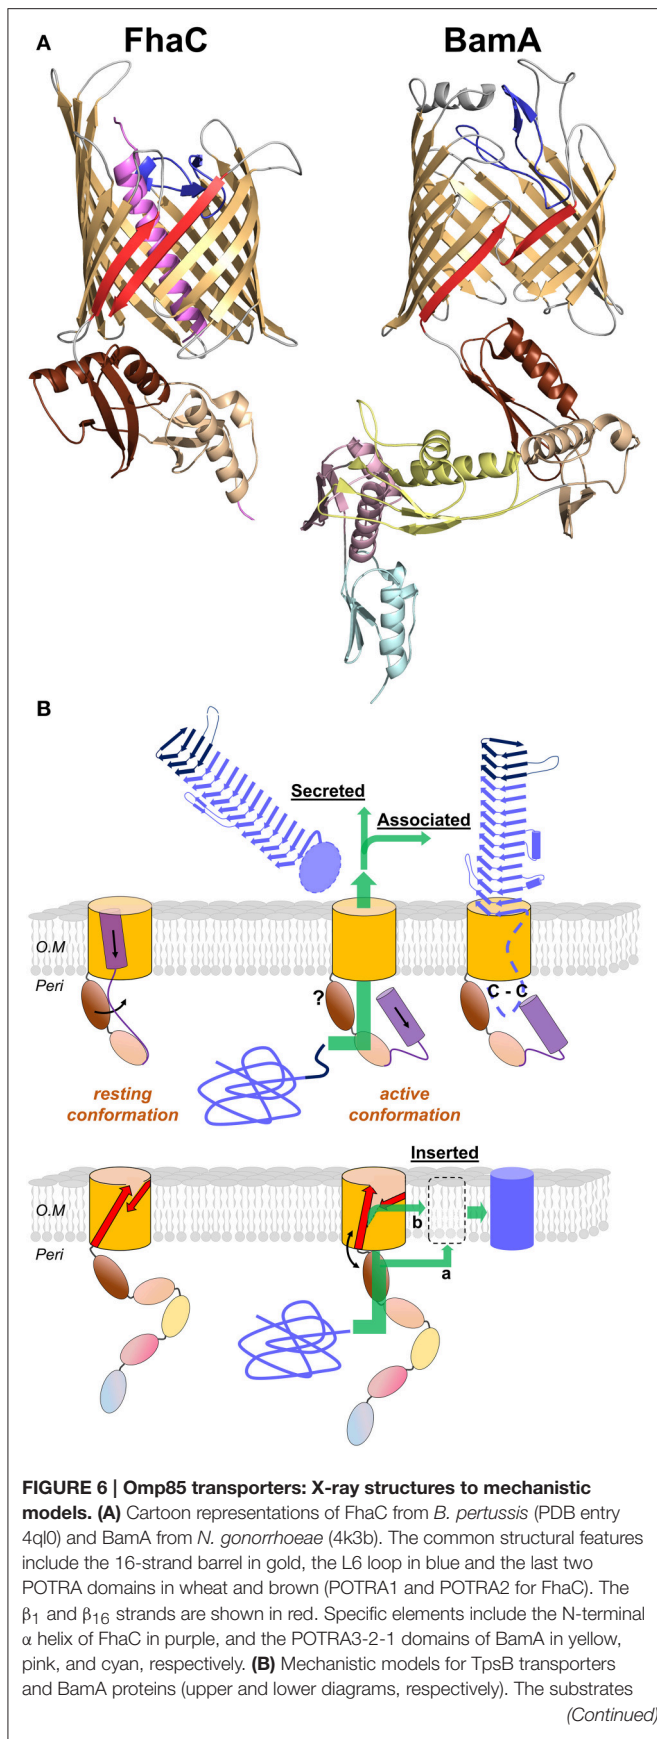 A
FhaC
BamA
B
Secreted
Associated
O.M
Peri
?
C - C
resting
conformation
active
conformation
Inserted
O.M
Peri
b
a
FIGURE 6 | Omp85 transporters: X-ray structures to mechistic
models. (A) Cartoon representations of FhaC from B. pertussis (PDB entry
4ql0) and BamA from N. gonorrhoeae (4k3b). The common structural features
include the 16-strand barrel in gold, the L6 loop in blue and the last two
POTRA domains in wheat and brown (POTRA1 and POTRA2 for FhaC). The
β1 and β16 strands are shown in red. Specific elements include the N-terminal
α helix of FhaC in purple, and the POTRA3-2-1 domains of BamA in yellow,
pink, and cyan, respectively. (B) Mechanistic models for TpsB transporters
and BamA proteins (upper and lower diagrams, respectively). The substrates
(Continued)